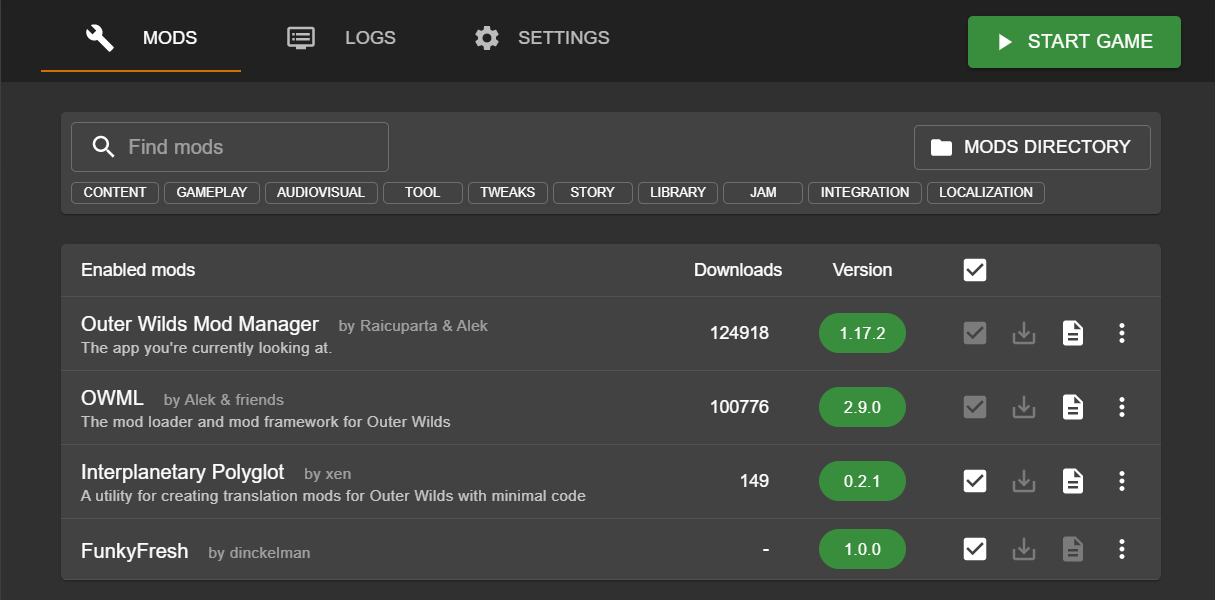 MODS LOGS SETTINGS START GAME
Find mods MODS DIRECTORY
CONTENT GAMEPLAY AUDIOVISUAL TOOL TWEAKS STORY LIBRARY JAM INTEGRATION LOCALIZATION
Enabled mods Downloads Version
Outer Wilds Mod Manager by Raicuparta & Alek 124918 1.17.2
The app you're currently looking at.
OWML by Alek & friends 100776 2.9.0
The mod loader and mod framework for Outer Wilds
Interplanetary Polyglot by xen 149 0.2.1
A utility for creating translation mods for Outer Wilds with minimal code
FunkyFresh by dinckelman - 1.0.0